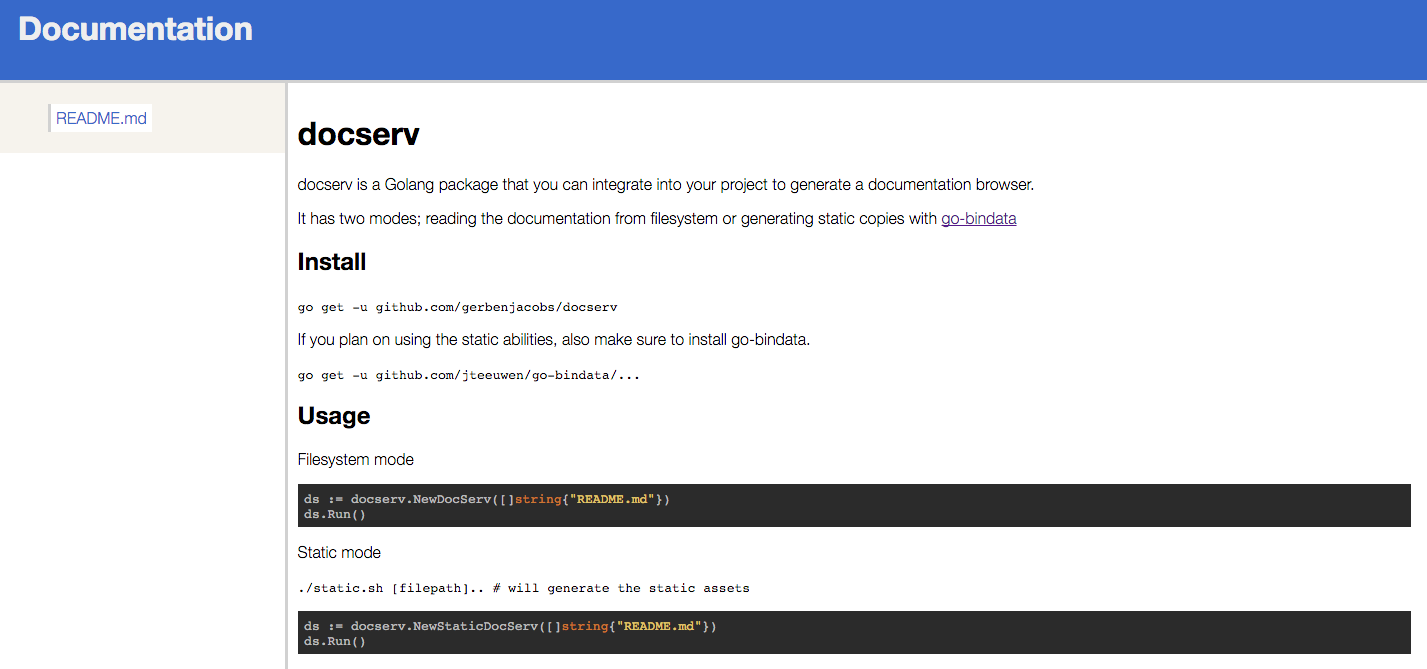 Documentation
README.md
docserv
docserv is a Golang package that you can integrate into your project to generate a documentation browser.
It has two modes; reading the documentation from filesystem or generating static copies with go-bindata
Install
go get -u github.com/gerbenjacobs/docserv
If you plan on using the static abilities, also make sure to install go-bindata.
go get -u github.com/jteeuwen/go-bindata/...
Usage
Filesystem mode
ds := docserv.NewDocServ([]string{"README.md"})
ds.Run()
Static mode
./static.sh [filepath].. # will generate the static assets
ds := docserv.NewStaticDocServ([]string{"README.md"})
ds.Run()